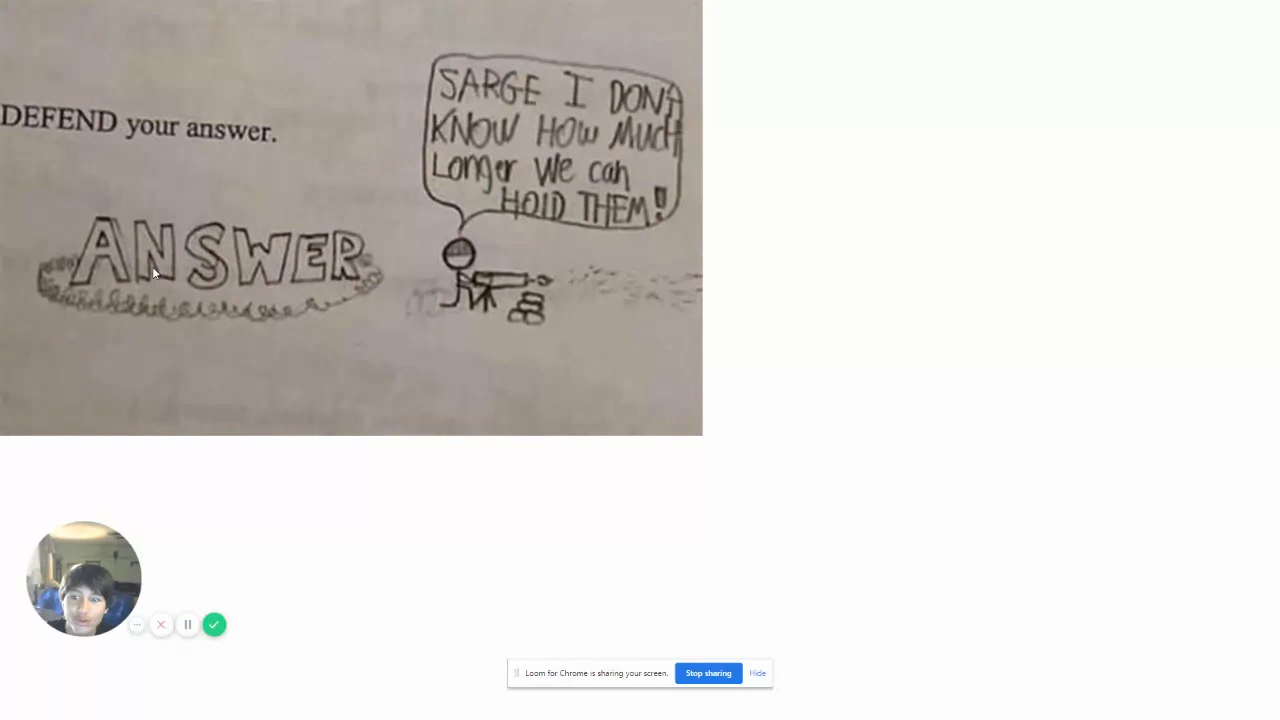 DEFEND your answer.
SARGE I DON'T
KNOW HOW MUCH
Longer We can
HOlD THEM!!
ANSWER
Loom for Chrome is sharing your screen.
Stop sharing
Hide